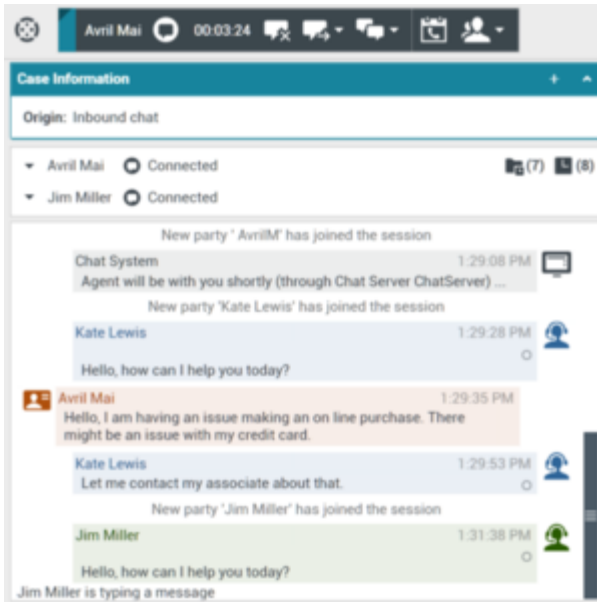 Avril Mai 00:03:24
Case Information
Origin: Inbound chat
Avril Mai Connected (7) (8)
Jim Miller Connected
New party ' AvrilM' has joined the session
Chat System 1:29:08 PM
Agent will be with you shortly (through Chat Server ChatServer) ...
New party 'Kate Lewis' has joined the session
Kate Lewis 1:29:28 PM
Hello, how can I help you today?
Avril Mai 1:29:35 PM
Hello, I am having an issue making an on line purchase. There
might be an issue with my credit card.
Kate Lewis 1:29:53 PM
Let me contact my associate about that.
New party 'Jim Miller' has joined the session
Jim Miller 1:31:38 PM
Hello, how can I help you today?
Jim Miller is typing a message